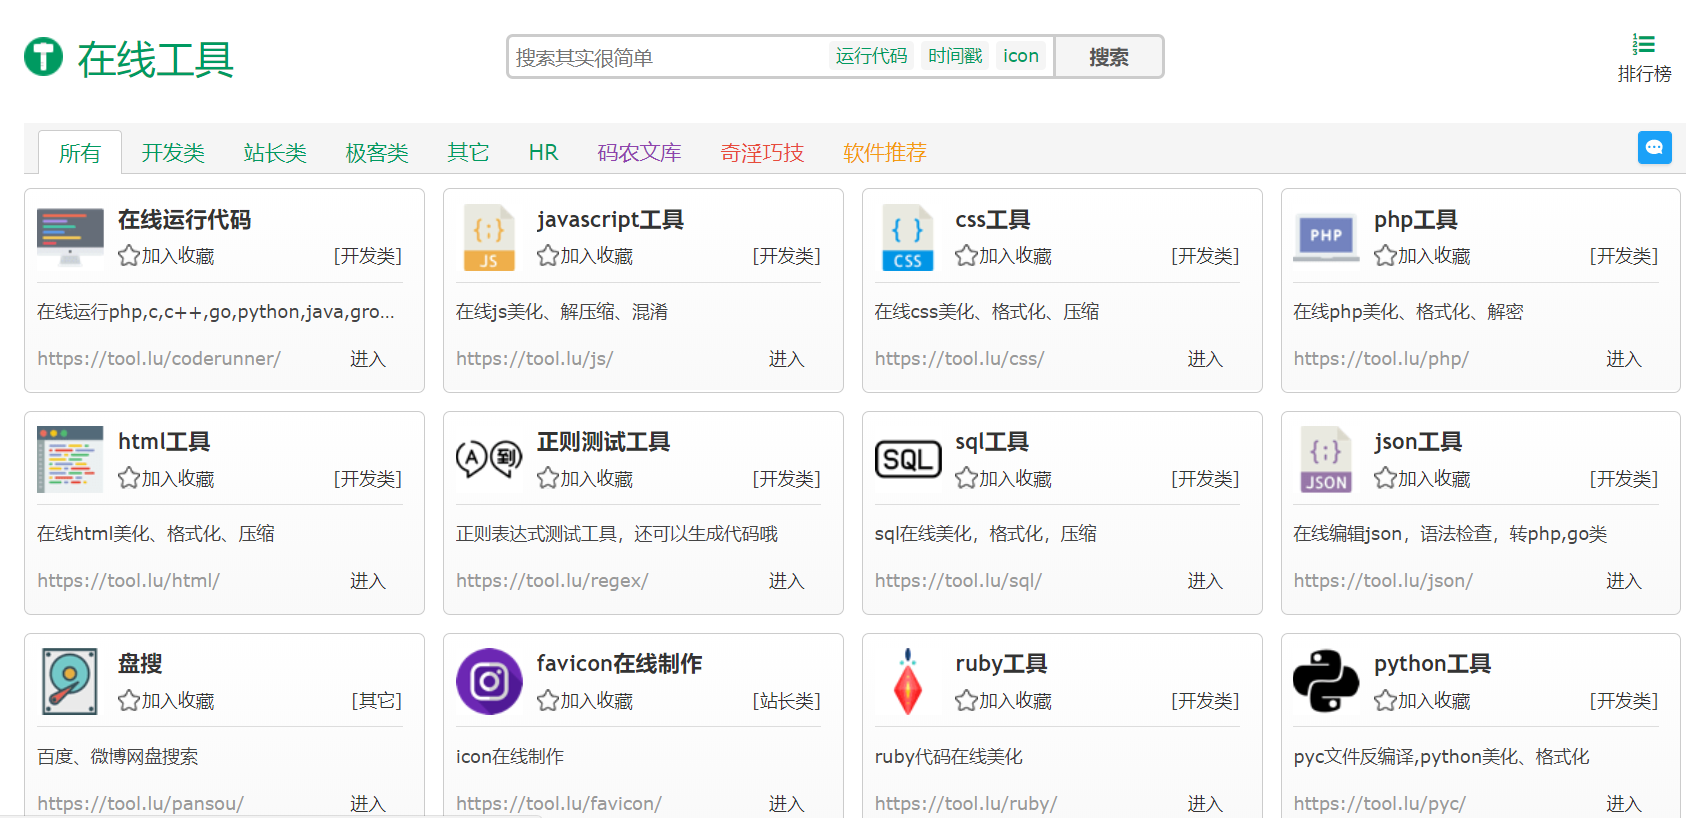 在线工具
搜索其实很简单 运行代码 时间戳 icon 搜索
排行榜
所有 开发类 站长类 极客类 其它 HR 码农文库 奇淫巧技 软件推荐
在线运行代码
加入收藏 [开发类]
在线运行php,c,c++,go,python,java,gro...
https://tool.lu/coderunner/ 进入
JS
javascript工具
加入收藏 [开发类]
在线js美化、解压缩、混淆
https://tool.lu/js/ 进入
CSS
css工具
加入收藏 [开发类]
在线css美化、格式化、压缩
https://tool.lu/css/ 进入
PHP
php工具
加入收藏 [开发类]
在线php美化、格式化、解密
https://tool.lu/php/ 进入
html工具
加入收藏 [开发类]
在线html美化、格式化、压缩
https://tool.lu/html/ 进入
A 到
正则测试工具
加入收藏 [开发类]
正则表达式测试工具，还可以生成代码哦
https://tool.lu/regex/ 进入
SQL
sql工具
加入收藏 [开发类]
sql在线美化，格式化，压缩
https://tool.lu/sql/ 进入
JSON
json工具
加入收藏 [开发类]
在线编辑json，语法检查，转php,go类
https://tool.lu/json/ 进入
盘搜
加入收藏 [其它]
百度、微博网盘搜索
https://tool.lu/pansou/ 进入
favicon在线制作
加入收藏 [站长类]
icon在线制作
https://tool.lu/favicon/ 进入
ruby工具
加入收藏 [开发类]
ruby代码在线美化
https://tool.lu/ruby/ 进入
python工具
加入收藏 [开发类]
pyc文件反编译,python美化、格式化
https://tool.lu/pyc/ 进入